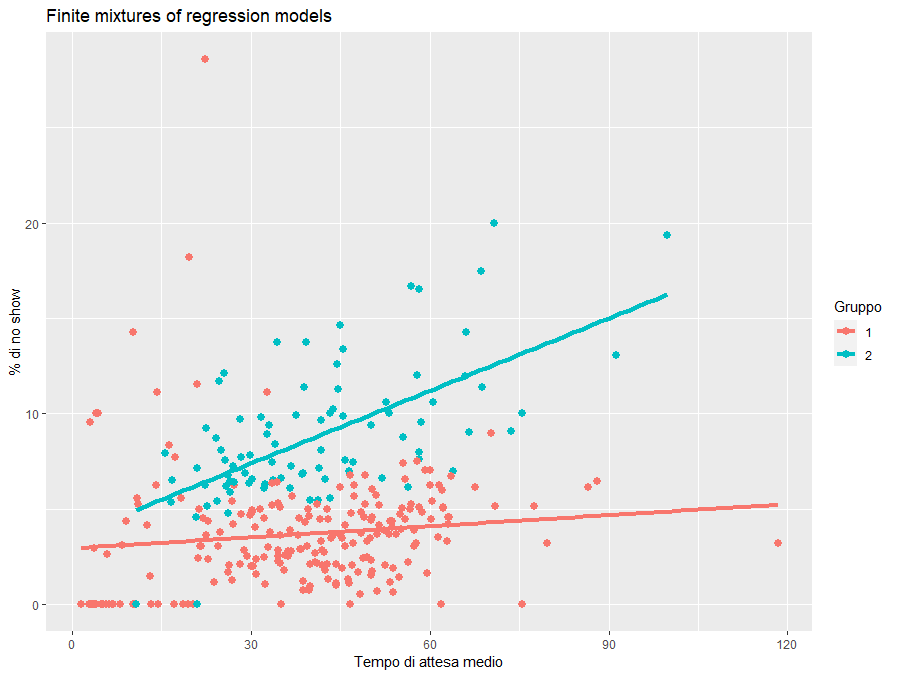 Finite mixtures of regression models
% di no show
20
10
0
0 30 60 90 120
Tempo di attesa medio
Gruppo
1
2